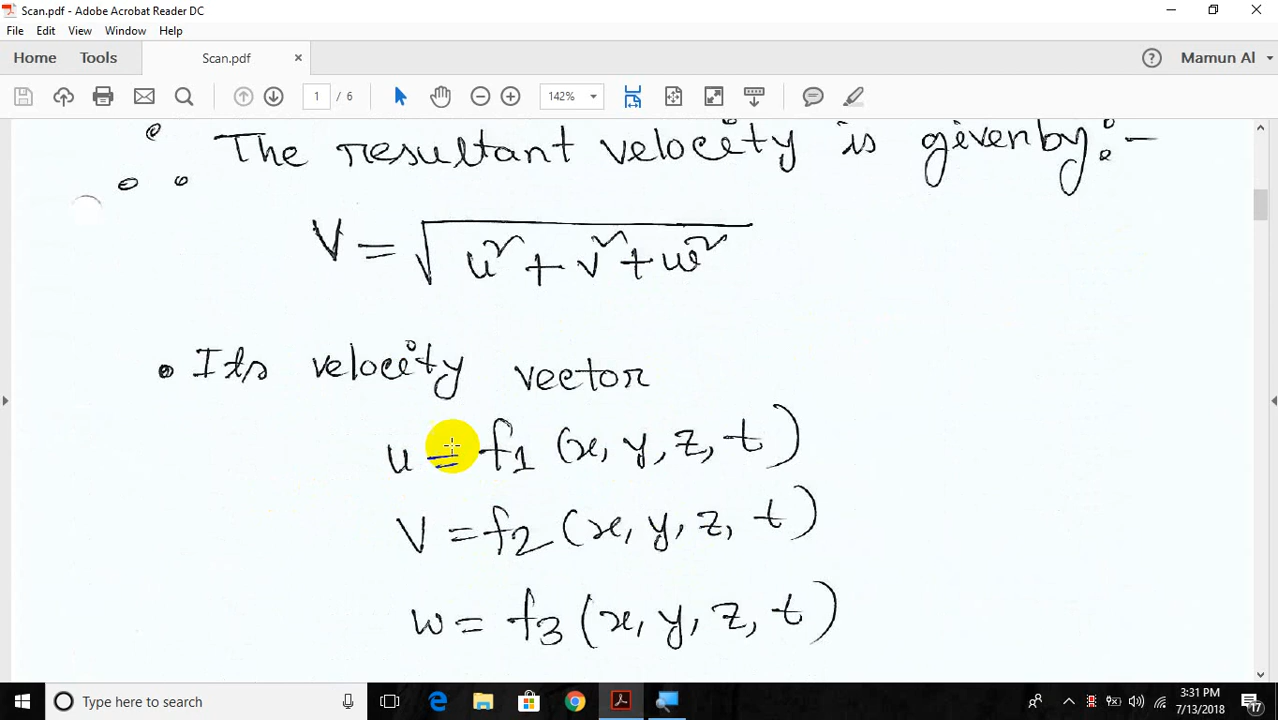 Scan.pdf - Adobe Acrobat Reader DC
File Edit View Window Help
Home Tools Scan.pdf × ? Mamun Al
1 / 6 142%
∴ The resultant velocity is given by:-
V = √u² + v² + w²
• Its velocity vector
u = f1 (x, y, z, t)
V = f2 (x, y, z, t)
w = f3 (x, y, z, t)
Type here to search
3:31 PM
7/13/2018
17